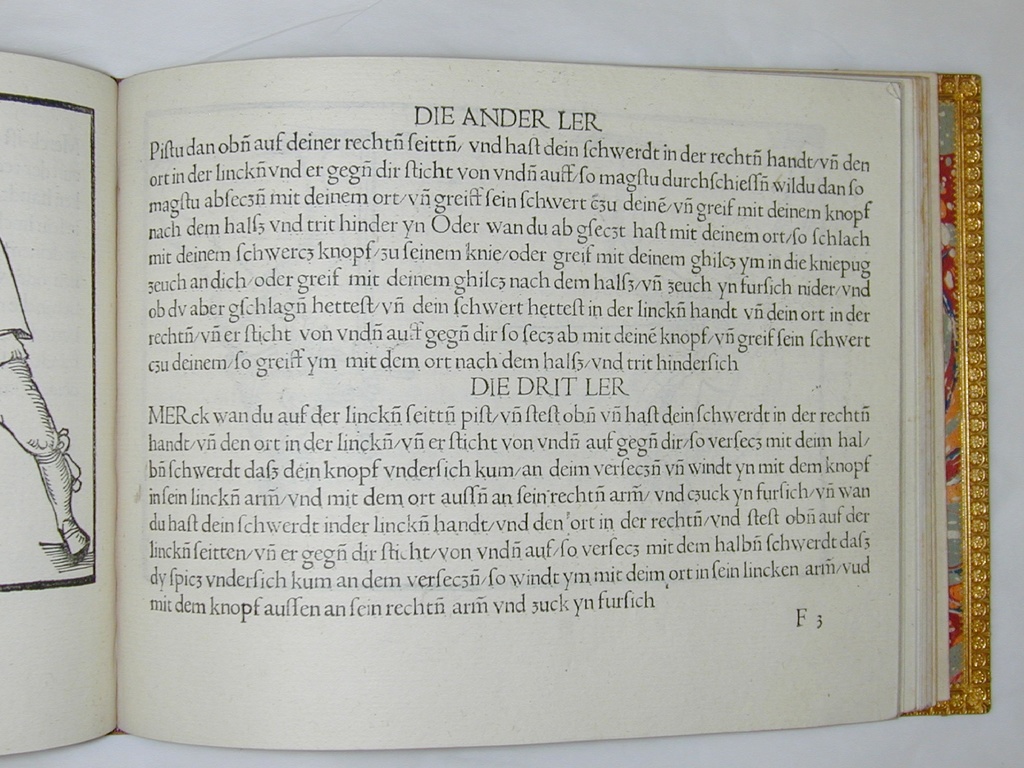 DIE ANDER LER
Piſtu dan obñ auf deiner rechtñ ſeittñ/ vnd haſt dein ſchwerdt in der rechtñ handt/vñ den
ort in der linckñ vnd er gegñ dir ſticht von vndñ auff/ſo magſtu durchſchieſſñ wildu dan ſo
magſtu abſeczñ mit deinem ort/vñ greiff ſein ſchwert czu deinē/vñ greif mit deinem knopf
nach dem halſʒ vnd trit hinder yn Oder wan du ab gſeczt haſt mit deinem ort/ſo ſchlach
mit deinem ſchwercʒ knopf/ʒu ſeinem knie/oder greif mit deinem ghilcʒ ym in die kniepug
ʒeuch an dich/oder greif mit deinem ghilcʒ nach dem halſʒ/vñ ʒeuch yn furſich nider/vnd
ob dv aber gſchlagñ hetteſt/vñ dein ſchwert hetteſt in der linckñ handt vñ dein ort in der
rechtñ/vñ er ſticht von vndñ auff gegñ dir ſo ſecʒ ab mit deinē knopf/vñ greif ſein ſchwert
cʒu deinem/ſo greiff ym mit dem ort nach dem halſʒ/vnd trit hinderſich
DIE DRIT LER
MERck wan du auf der linckñ ſeittñ piſt/vñ ſteſt obñ vñ haſt dein ſchwerdt in der rechtñ
handt/vñ den ort in der linckñ/vñ er ſticht von vndñ auf gegñ dir/ſo verſecʒ mit deim hal/
bñ ſchwerdt daſʒ dein knopf vnderſich kum/an deim verſecʒñ vñ windt yn mit dem knopf
in ſein linckñ arm̃/vnd mit dem ort auſſñ an ſein rechtñ arm̃/ vnd cʒuck yn furſich/vñ wan
du haſt dein ſchwerdt in der linckñ handt/vnd den ort in der rechtñ/vnd ſteſt obñ auf der
linckñ ſeitten/vñ er gegñ dir ſticht/von vndñ auf/ſo verſecʒ mit dem halbñ ſchwerdt daſʒ
dy ſpicʒ vnderſich kum an dem verſecʒñ/ſo windt ym mit deim ort in ſein lincken arm̃/vud
mit dem knopf auſſen an ſein rechtñ arm̃ vnd ʒuck yn furſich
F 3